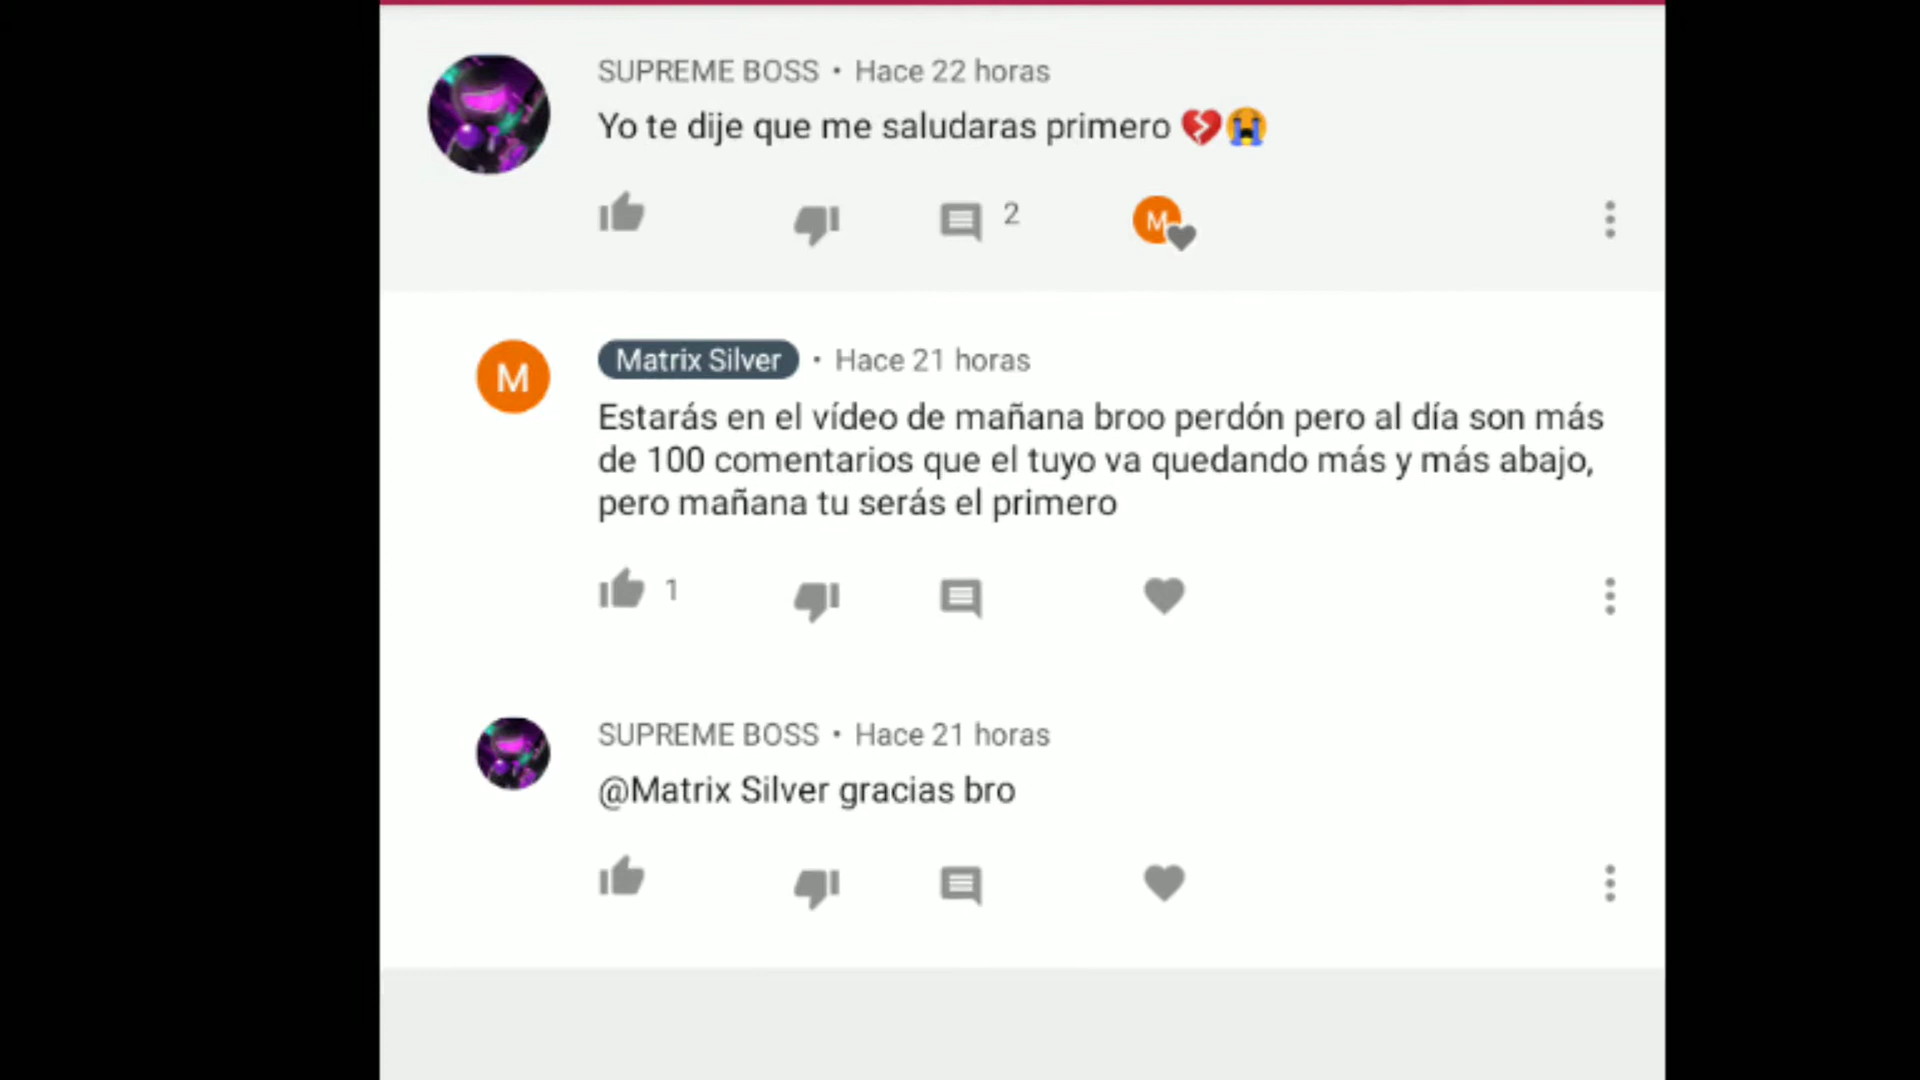 SUPREME BOSS • Hace 22 horas
Yo te dije que me saludaras primero 💔😭
2
M
M
Matrix Silver • Hace 21 horas
Estarás en el vídeo de mañana broo perdón pero al día son más
de 100 comentarios que el tuyo va quedando más y más abajo,
pero mañana tu serás el primero
1
SUPREME BOSS • Hace 21 horas
@Matrix Silver gracias bro